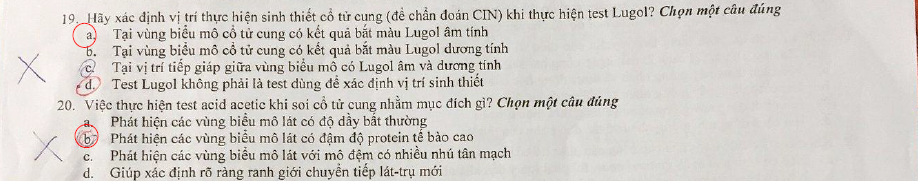 19. Hãy xác định vị trí thực hiện sinh thiết cổ tử cung (để chẩn đoán CIN) khi thực hiện test Lugol? Chọn một câu đúng
a. Tại vùng biểu mô cổ tử cung có kết quả bắt màu Lugol âm tính
b. Tại vùng biểu mô cổ tử cung có kết quả bắt màu Lugol dương tính
c. Tại vị trí tiếp giáp giữa vùng biểu mô có Lugol âm và dương tính
d. Test Lugol không phải là test dùng để xác định vị trí sinh thiết
20. Việc thực hiện test acid acetic khi soi cổ tử cung nhằm mục đích gì? Chọn một câu đúng
a. Phát hiện các vùng biểu mô lát có độ dầy bất thường
b. Phát hiện các vùng biểu mô lát có đậm độ protein tế bào cao
c. Phát hiện các vùng biểu mô lát với mô đệm có nhiều nhú tân mạch
d. Giúp xác định rõ ràng ranh giới chuyển tiếp lát-trụ mới